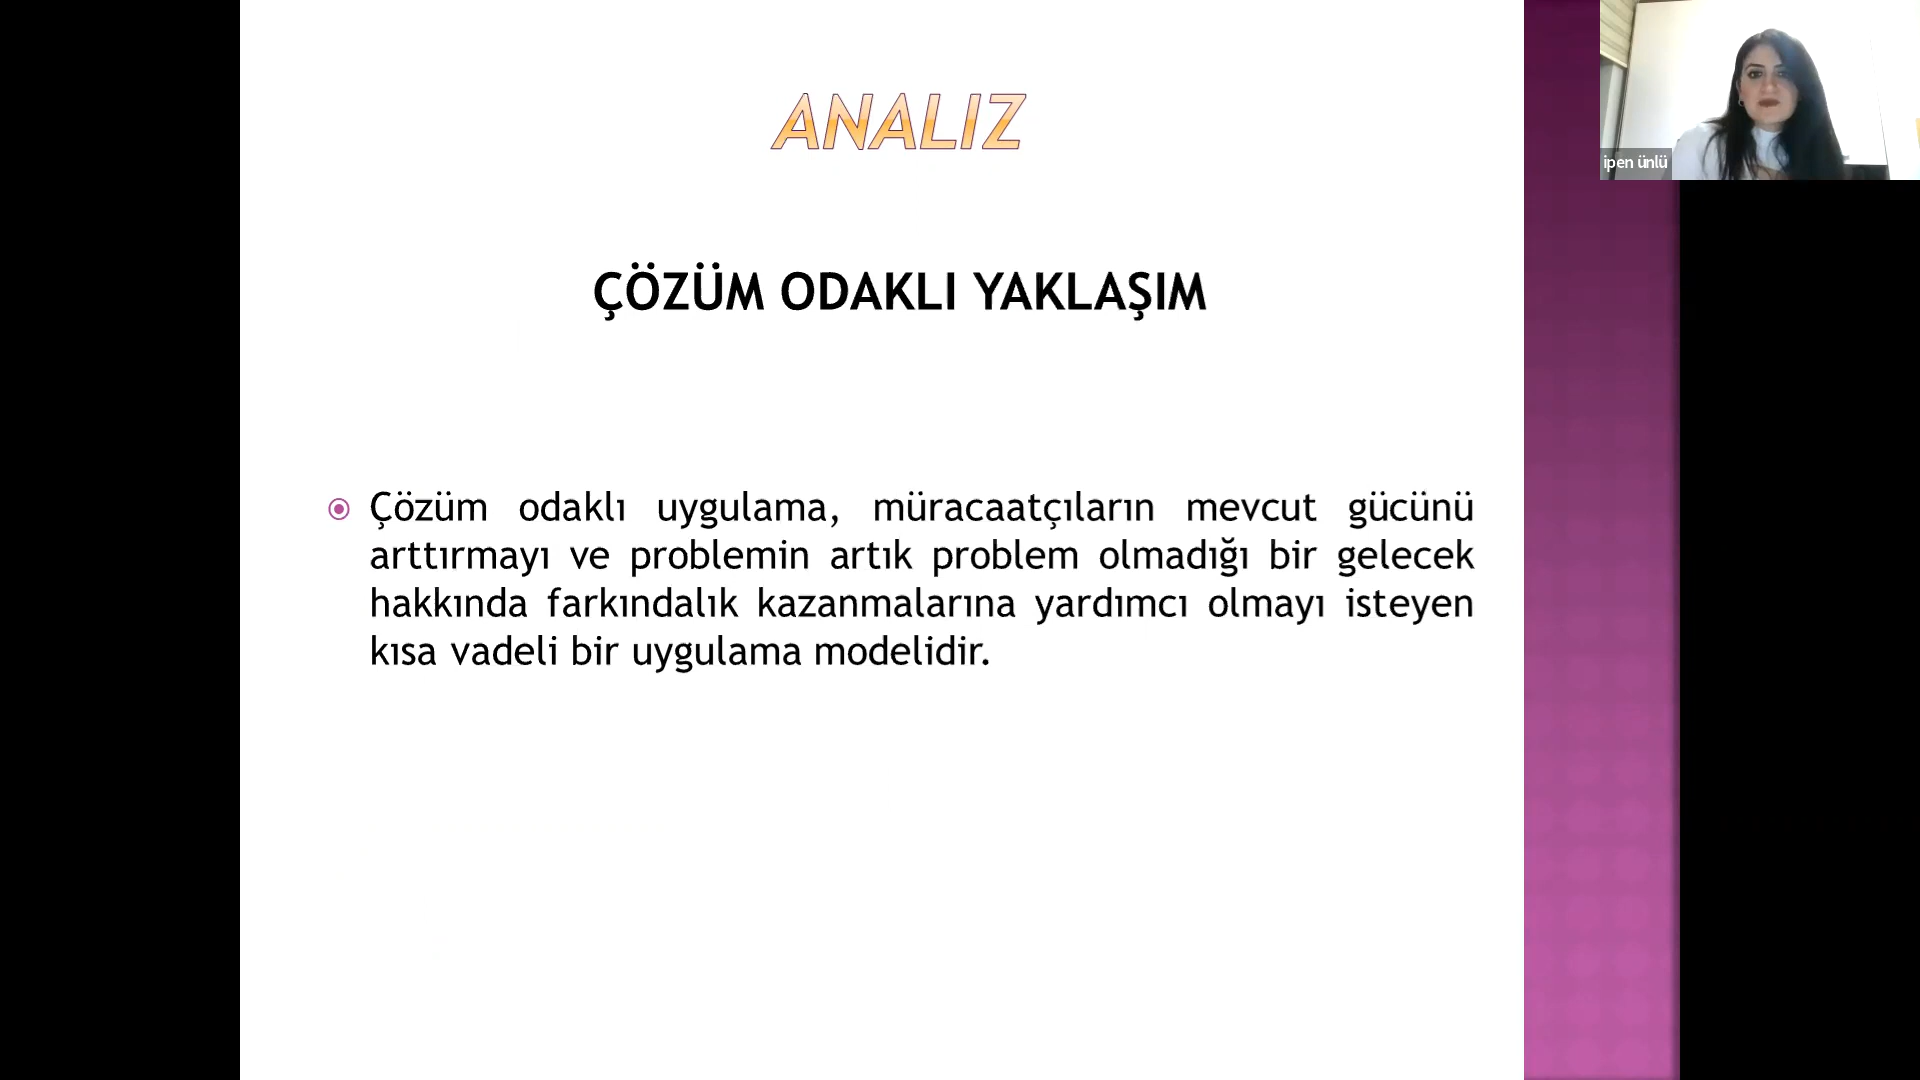 ANALIZ
ÇÖZÜM ODAKLI YAKLAŞIM
Çözüm odaklı uygulama, müracaatçıların mevcut gücünü
arttırmayı ve problemin artık problem olmadığı bir gelecek
hakkında farkındalık kazanmalarına yardımcı olmayı isteyen
kısa vadeli bir uygulama modelidir.
ipen ünlü